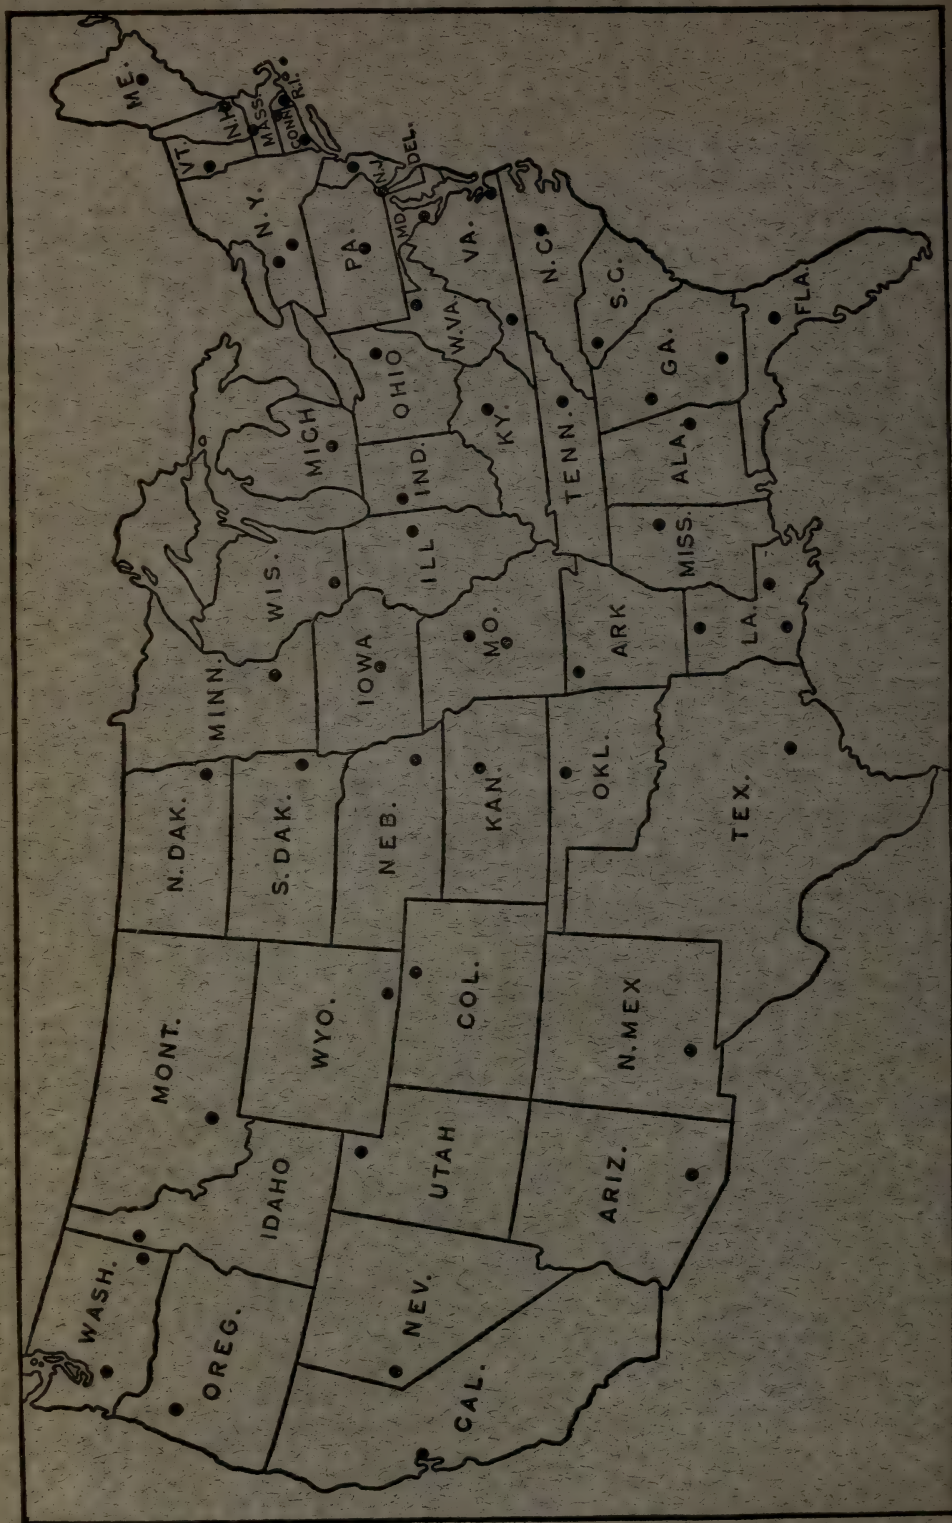 WASH.
OREG.
CAL.
NEV.
IDAHO
MONT.
WYO.
UTAH
ARIZ.
COL.
N.MEX
N.DAK.
S.DAK.
NEB.
KAN.
OKL.
TEX.
MINN.
IOWA
MO.
ARK
LA.
WIS.
ILL
MICH
IND.
OHIO
KY.
TENN.
MISS.
ALA.
GA.
FLA.
S.C.
N.C.
VA.
W.VA.
MD.
DEL.
PA.
N.J.
N.Y.
VT.
N.H.
ME.
MASS.
CONN.
R.I.